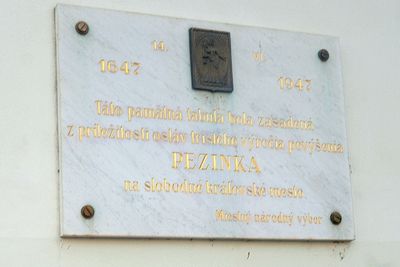 14. VI.
1647 1947
Táto pamätná tabuľa bola zasadená
z príležitosti osláv tristého výročia povýšenia
PEZINKA
na slobodné kráľovské mesto
Miestny národný výbor